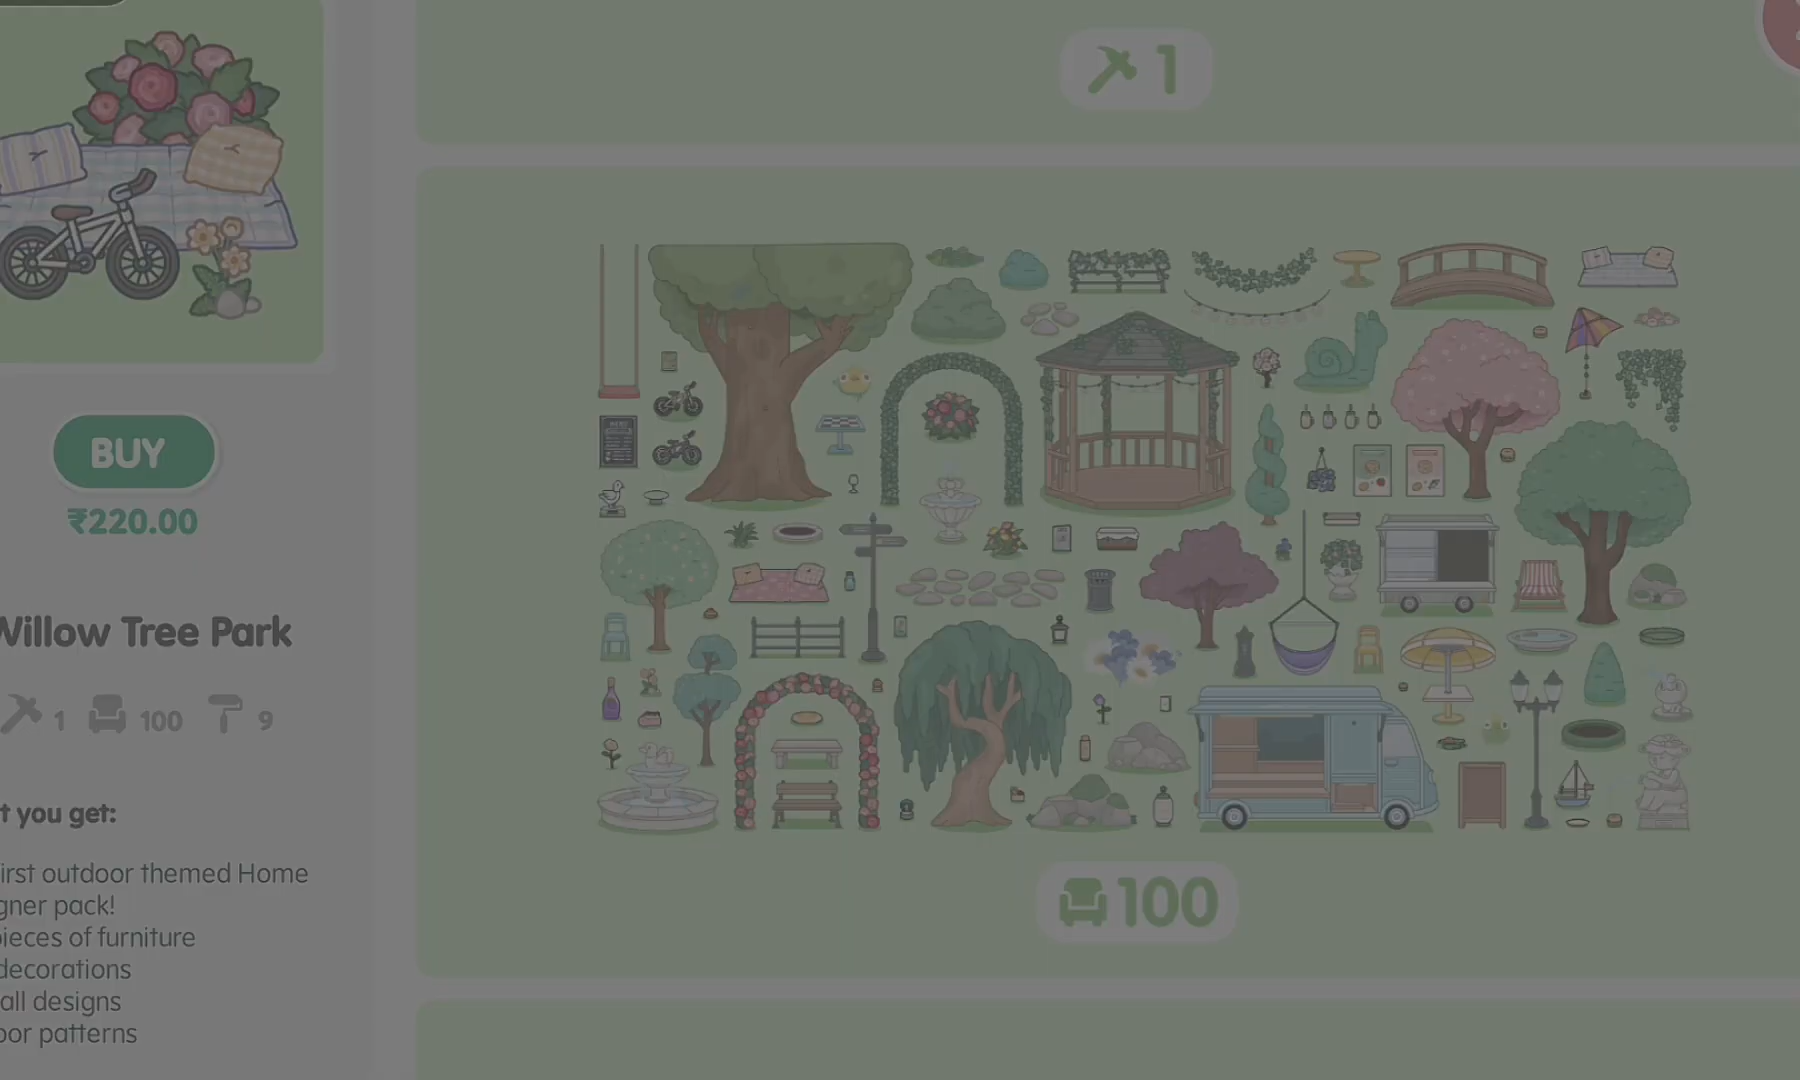 1
BUY
₹220.00
Willow Tree Park
1 100 9
t you get:
irst outdoor themed Home
gner pack!
pieces of furniture
decorations
all designs
oor patterns
100